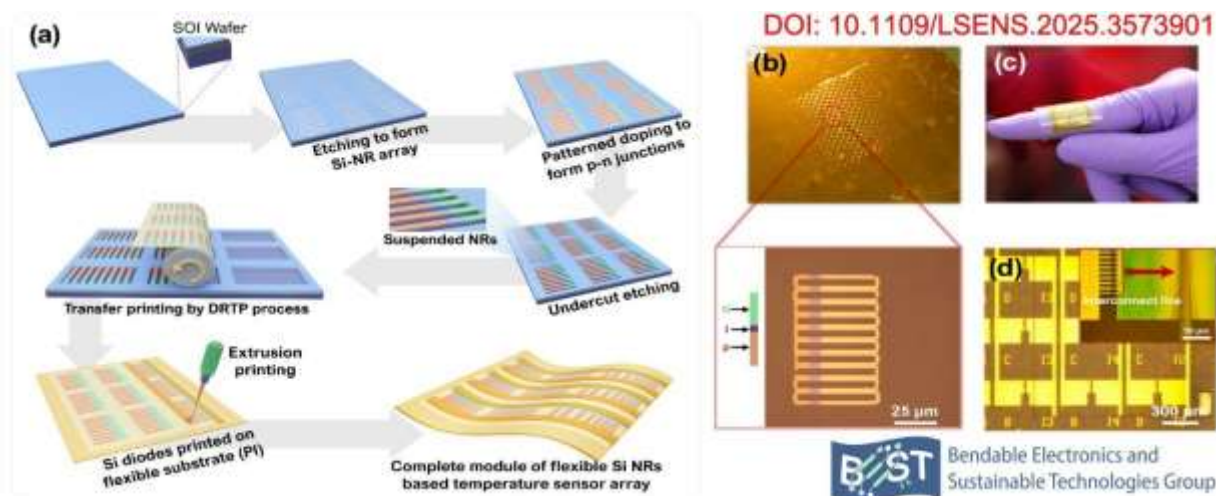 (a)
SOI Wafer
Etching to form
Si-NR array
Patterned doping to
form p-n junctions
Suspended NRs
Undercut etching
Transfer printing by DRTP process
Extrusion
printing
Si diodes printed on
flexible substrate (PI)
Complete module of flexible Si NRs
based temperature sensor array
DOI: 10.1109/LSENS.2025.3573901
(b)
(c)
25 µm
(d)
Interconnect line
300 µm
BEST
Bendable Electronics and
Sustainable Technologies Group